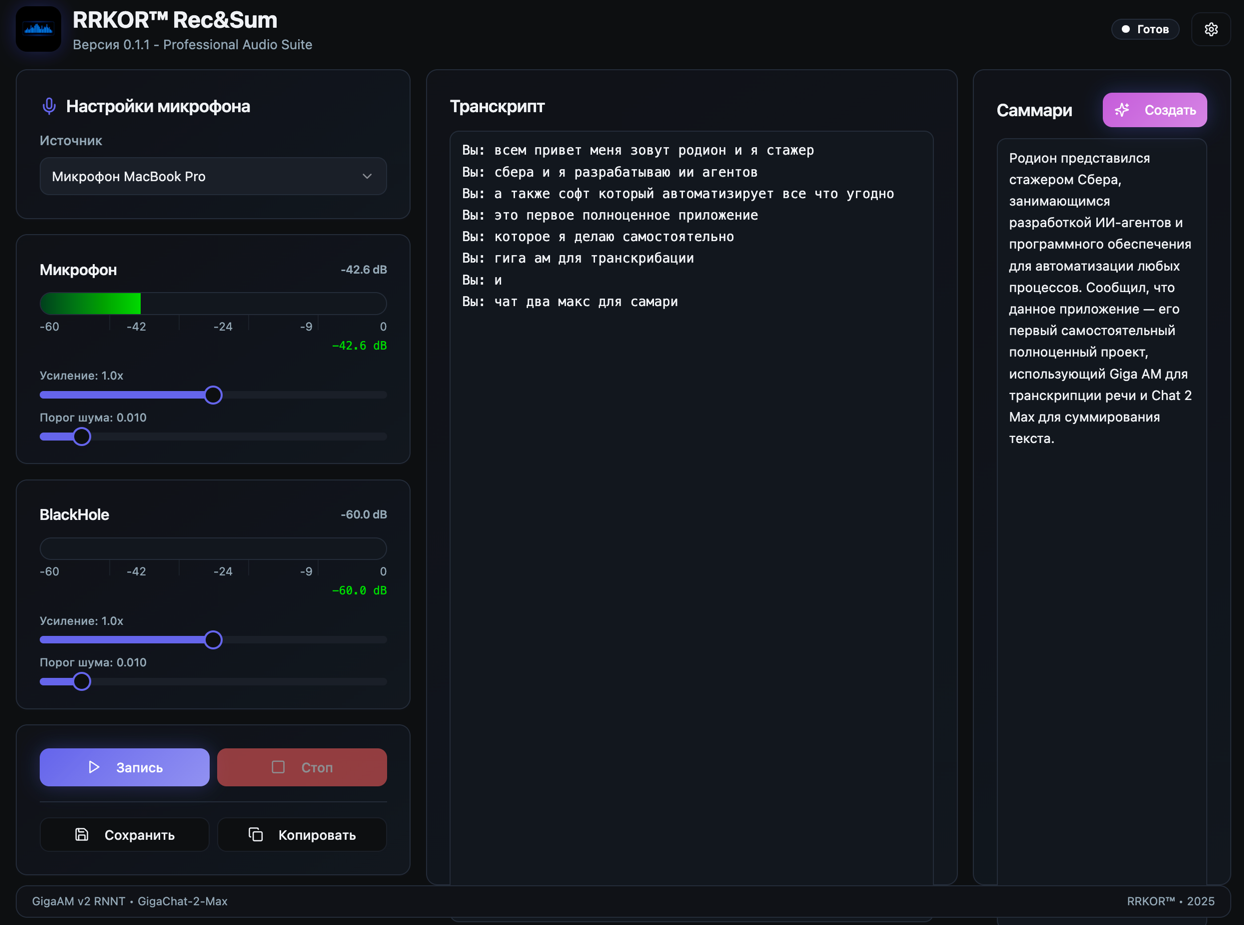 RRKOR™ Rec&Sum
Версия 0.1.1 - Professional Audio Suite
Готов
Настройки микрофона
Источник
Микрофон MacBook Pro
Микрофон
-42.6 dB
-60 -42 -24 -9 0
-42.6 dB
Усиление: 1.0x
Порог шума: 0.010
BlackHole
-60.0 dB
-60 -42 -24 -9 0
-60.0 dB
Усиление: 1.0x
Порог шума: 0.010
Запись
Стоп
Сохранить
Копировать
Транскрипт
Вы: всем привет меня зовут родион и я стажер
Вы: сбера и я разрабатываю ии агентов
Вы: а также софт который автоматизирует все что угодно
Вы: это первое полноценное приложение
Вы: которое я делаю самостоятельно
Вы: гига ам для транскрибации
Вы: и
Вы: чат два макс для самари
Саммари
Создать
Родион представился
стажером Сбера,
занимающимся
разработкой ИИ-агентов и
программного обеспечения
для автоматизации любых
процессов. Сообщил, что
данное приложение — его
первый самостоятельный
полноценный проект,
использующий Giga AM для
транскрипции речи и Chat 2
Max для суммирования
текста.
GigaAM v2 RNNT • GigaChat-2-Max
RRKOR™ • 2025